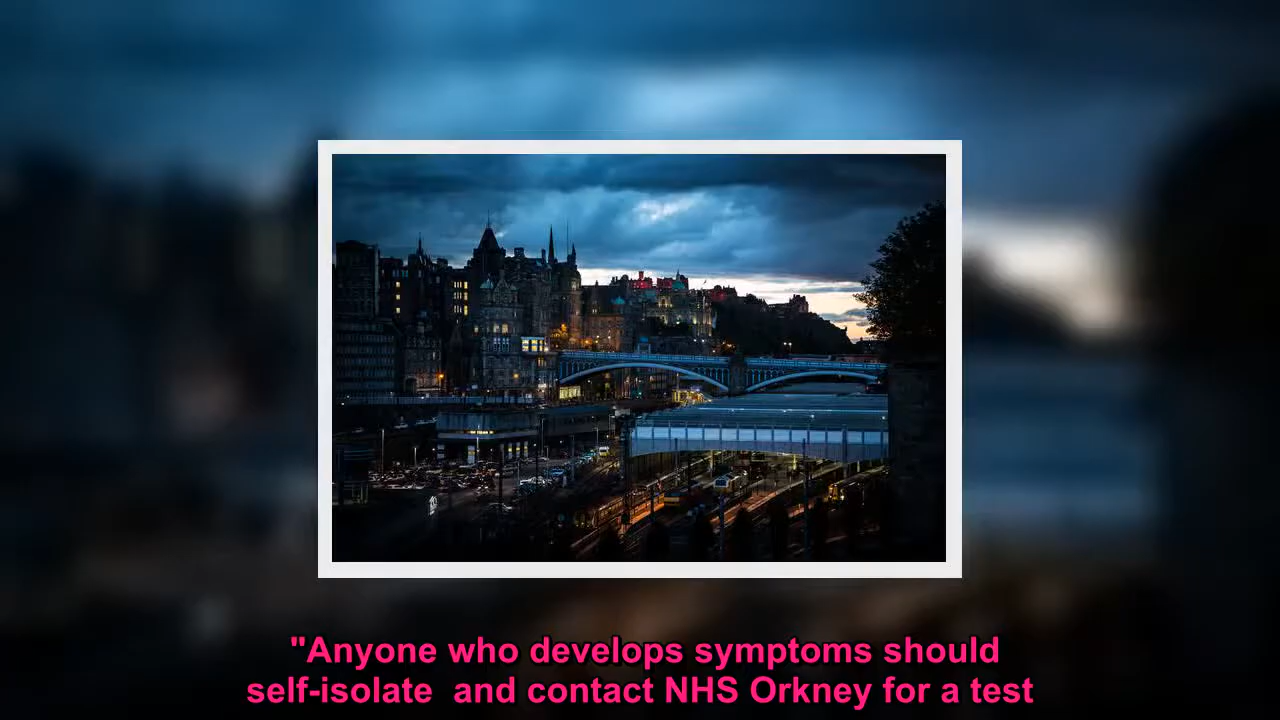 "Anyone who develops symptoms should
self-isolate  and contact NHS Orkney for a test